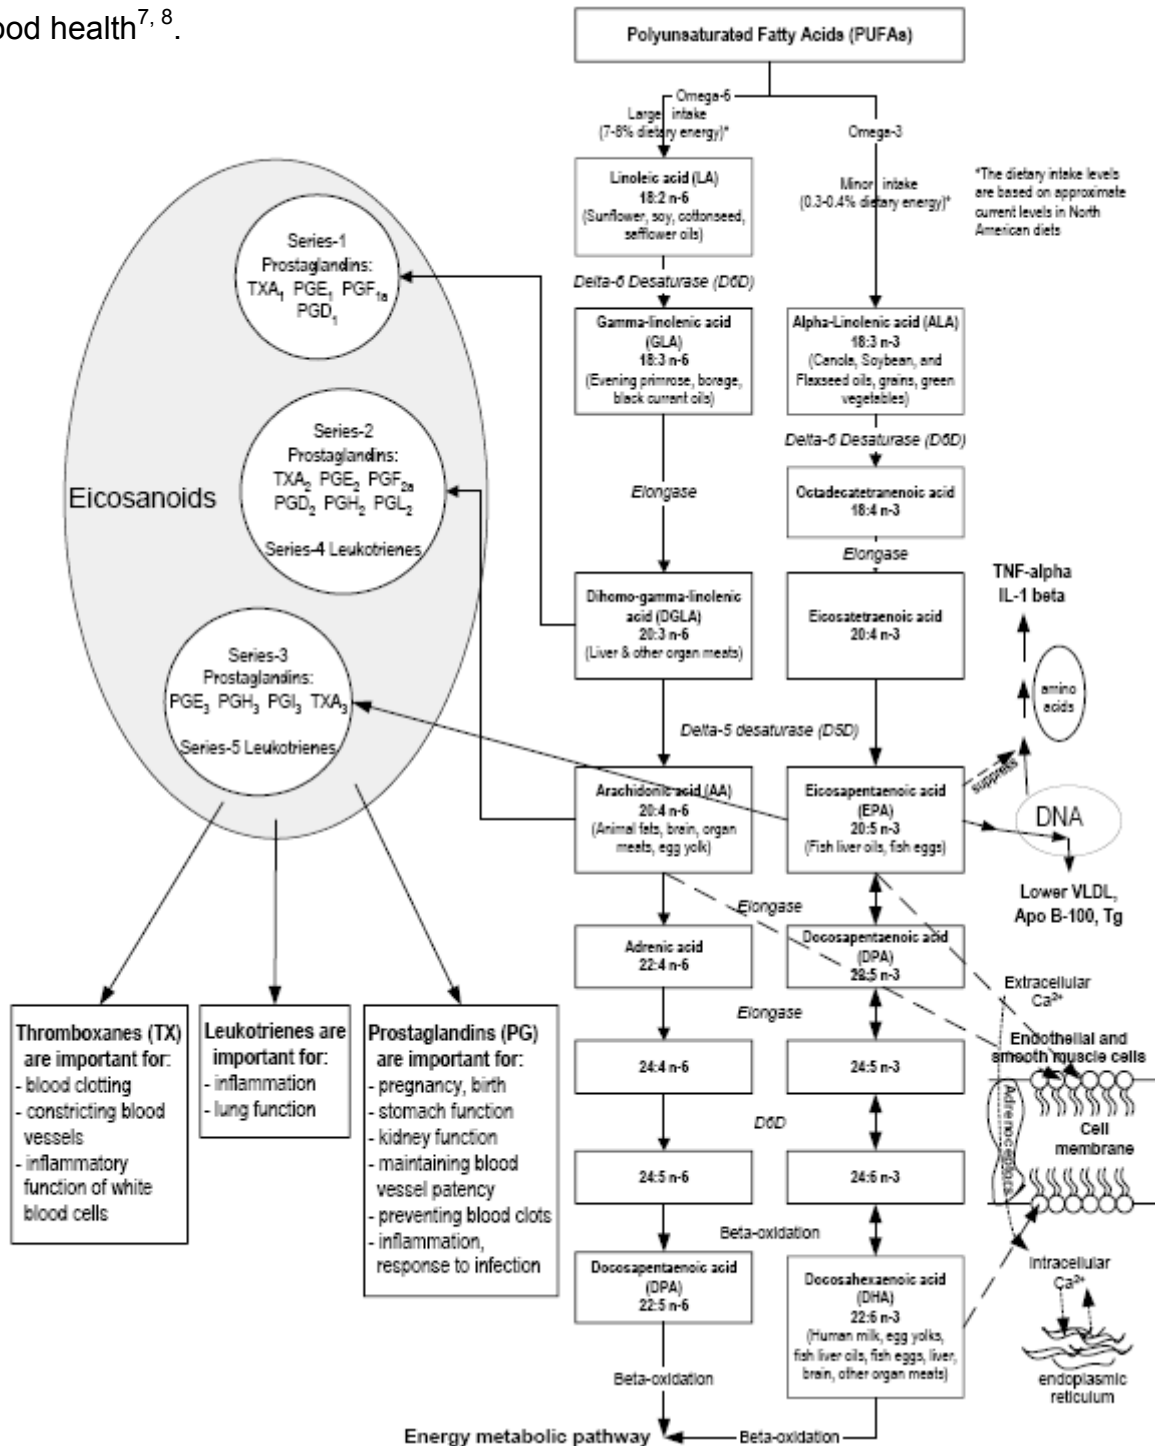 ood health7, 8.
Polyunsaturated Fatty Acids (PUFAs)
Omega-6
Large intake
(7-8% dietary energy)*
Omega-3
Minor intake
(0.3-0.4% dietary energy)*
*The dietary intake levels
are based on approximate
current levels in North
American diets
Linoleic acid (LA)
18:2 n-6
(Sunflower, soy, cottonseed,
safflower oils)
Delta-6 Desaturase (D6D)
Gamma-linolenic acid
(GLA)
18:3 n-6
(Evening primrose, borage,
black currant oils)
Alpha-Linolenic acid (ALA)
18:3 n-3
(Canola, Soybean, and
Flaxseed oils, grains, green
vegetables)
Delta-6 Desaturase (D6D)
Elongase
Octadecatetranenoic acid
18:4 n-3
Elongase
Dihomo-gamma-linolenic
acid (DGLA)
20:3 n-6
(Liver & other organ meats)
Eicosatetraenoic acid
20:4 n-3
Delta-5 desaturase (D5D)
Arachidonic acid (AA)
20:4 n-6
(Animal fats, brain, organ
meats, egg yolk)
Eicosapentaenoic acid
(EPA)
20:5 n-3
(Fish liver oils, fish eggs)
Elongase
Adrenic acid
22:4 n-6
Docosapentaenoic acid
(DPA)
22:5 n-3
Elongase
24:4 n-6
24:5 n-3
D6D
24:5 n-6
24:6 n-3
Beta-oxidation
Docosapentaenoic acid
(DPA)
22:5 n-6
Docosahexaenoic acid
(DHA)
22:6 n-3
(Human milk, egg yolks,
fish liver oils, fish eggs, liver,
brain, other organ meats)
Beta-oxidation
Energy metabolic pathway
Beta-oxidation
Eicosanoids
Series-1
Prostaglandins:
TXA1 PGE1 PGF1a
PGD1
Series-2
Prostaglandins:
TXA2 PGE2 PGF2a
PGD2 PGH2 PGL2
Series-4 Leukotrienes
Series-3
Prostaglandins:
PGE3 PGH3 PGI3 TXA3
Series-5 Leukotrienes
Thromboxanes (TX)
are important for:
- blood clotting
- constricting blood
vessels
- inflammatory
function of white
blood cells
Leukotrienes are
important for:
- inflammation
- lung function
Prostaglandins (PG)
are important for:
- pregnancy, birth
- stomach function
- kidney function
- maintaining blood
vessel patency
- preventing blood clots
- inflammation,
response to infection
TNF-alpha
IL-1 beta
amino
acids
suppress
DNA
Lower VLDL,
Apo B-100, Tg
Extracellular
Ca2+
Endothelial and
smooth muscle cells
Adrenoceptors
Cell
membrane
Intracellular
Ca2+
endoplasmic
reticulum